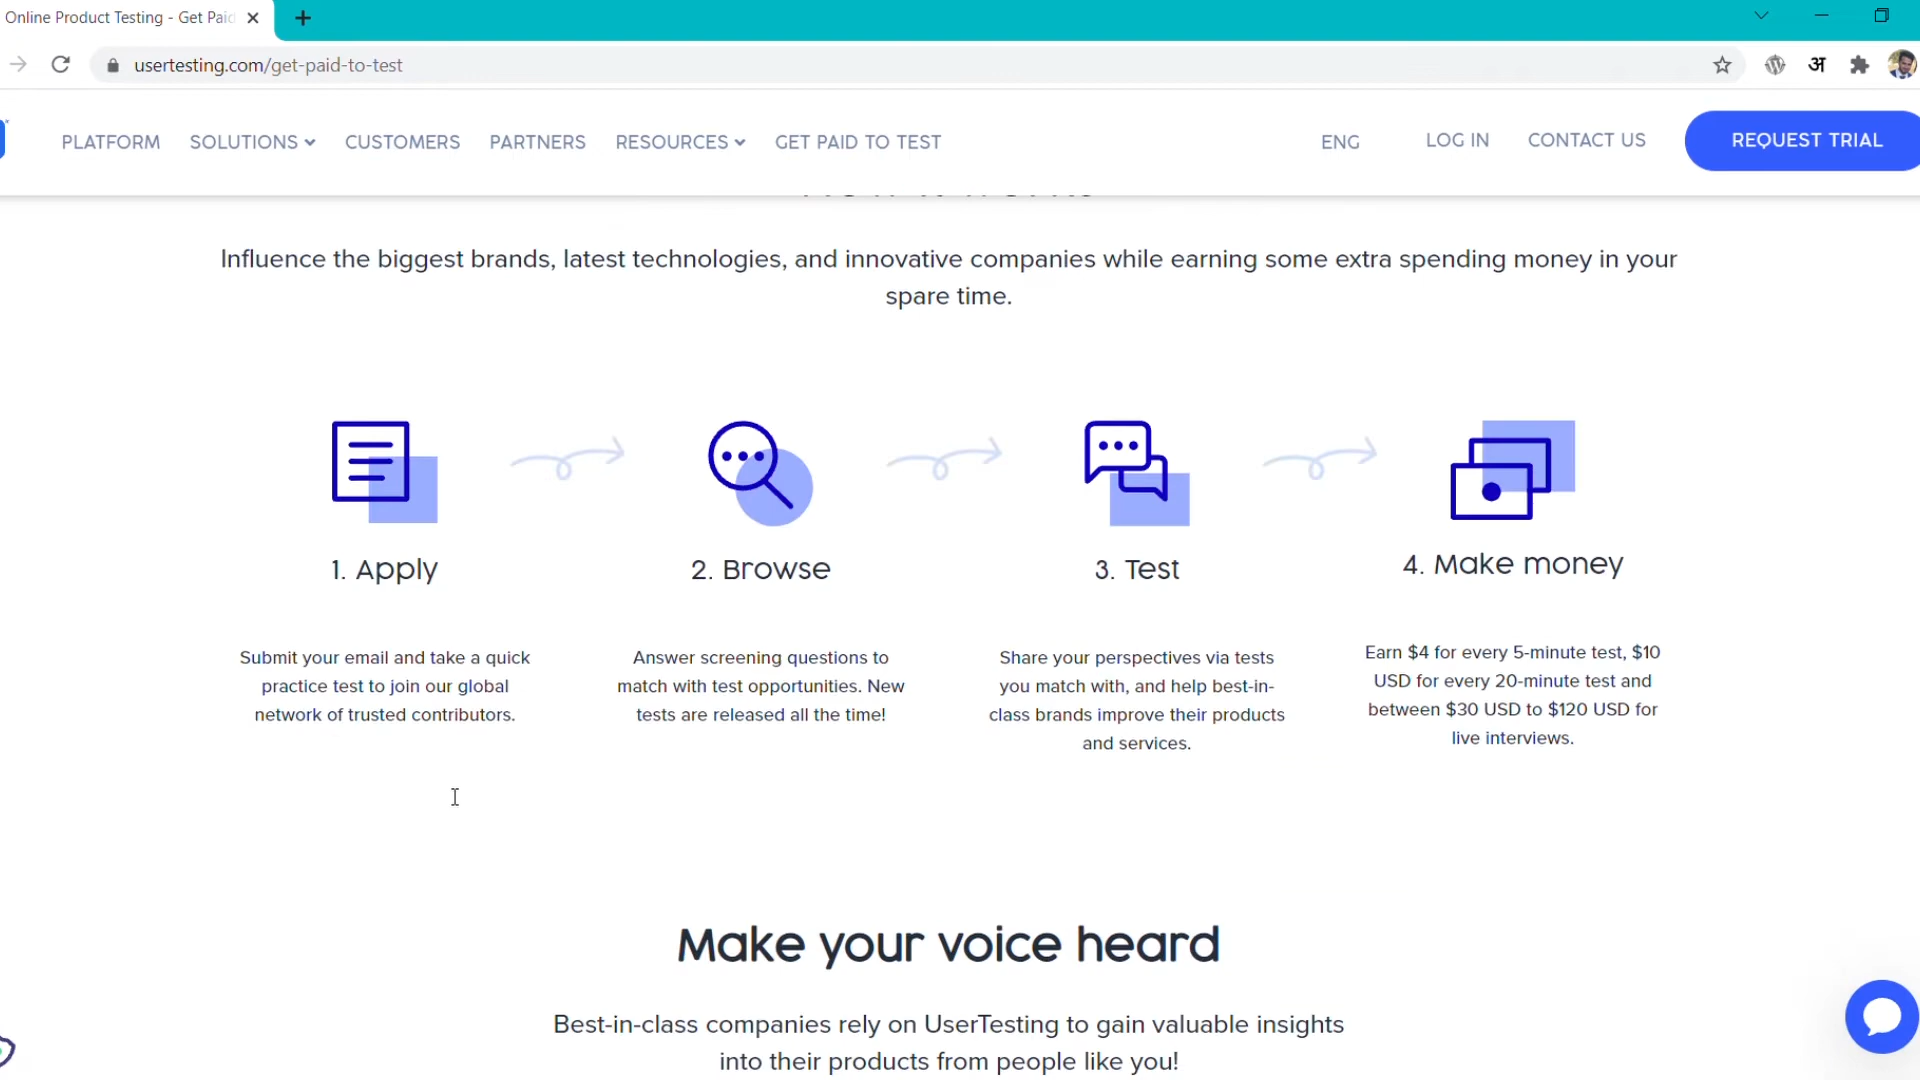 Online Product Testing - Get Paid
usertesting.com/get-paid-to-test
अ
PLATFORM SOLUTIONS CUSTOMERS PARTNERS RESOURCES GET PAID TO TEST ENG LOG IN CONTACT US REQUEST TRIAL
Influence the biggest brands, latest technologies, and innovative companies while earning some extra spending money in your
spare time.
1. Apply
Submit your email and take a quick
practice test to join our global
network of trusted contributors.
2. Browse
Answer screening questions to
match with test opportunities. New
tests are released all the time!
3. Test
Share your perspectives via tests
you match with, and help best-in-
class brands improve their products
and services.
4. Make money
Earn $4 for every 5-minute test, $10
USD for every 20-minute test and
between $30 USD to $120 USD for
live interviews.
Make your voice heard
Best-in-class companies rely on UserTesting to gain valuable insights
into their products from people like you!